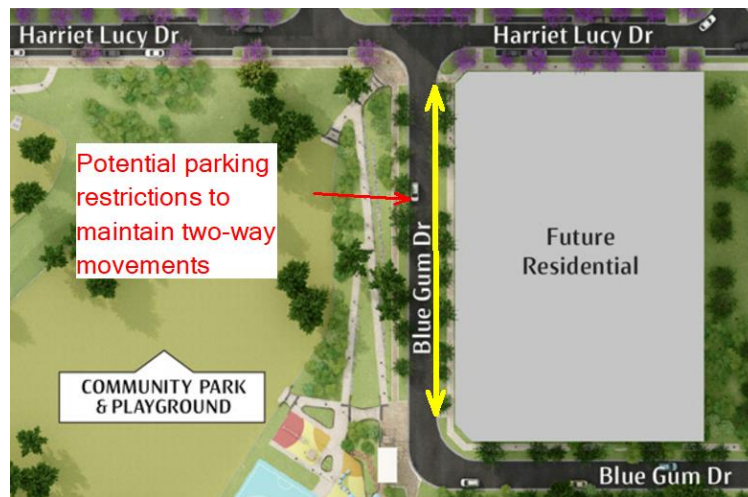 Harriet Lucy Dr
Harriet Lucy Dr
Potential parking
restrictions to
maintain two-way
movements
Blue Gum Dr
Future
Residential
COMMUNITY PARK
& PLAYGROUND
Blue Gum Dr